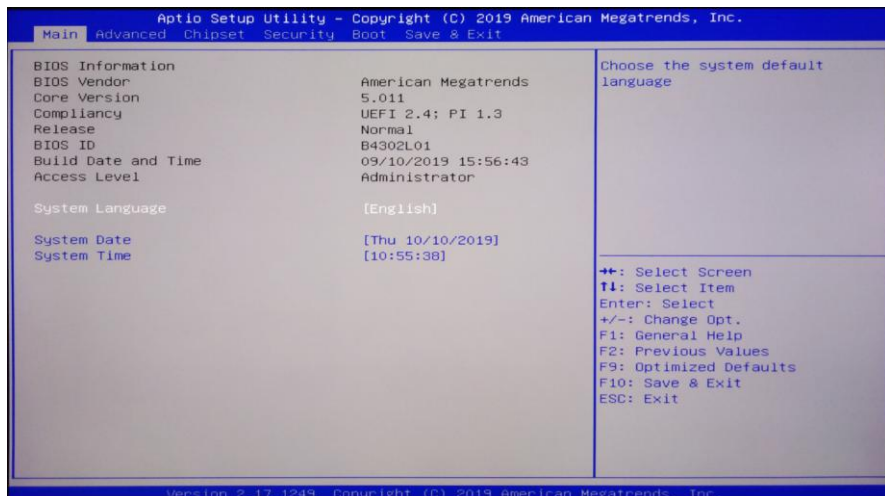 Aptio Setup Utility – Copyright (C) 2019 American Megatrends, Inc.
Main Advanced Chipset Security Boot Save & Exit
BIOS Information
BIOS Vendor American Megatrends
Core Version 5.011
Compliancy UEFI 2.4; PI 1.3
Release Normal
BIOS ID B4302L01
Build Date and Time 09/10/2019 15:56:43
Access Level Administrator
System Language [English]
System Date [Thu 10/10/2019]
System Time [10:55:38]
Choose the system default
language
→←: Select Screen
↑↓: Select Item
Enter: Select
+/-: Change Opt.
F1: General Help
F2: Previous Values
F9: Optimized Defaults
F10: Save & Exit
ESC: Exit
Version 2.17.1249. Copyright (C) 2019 American Megatrends, Inc.